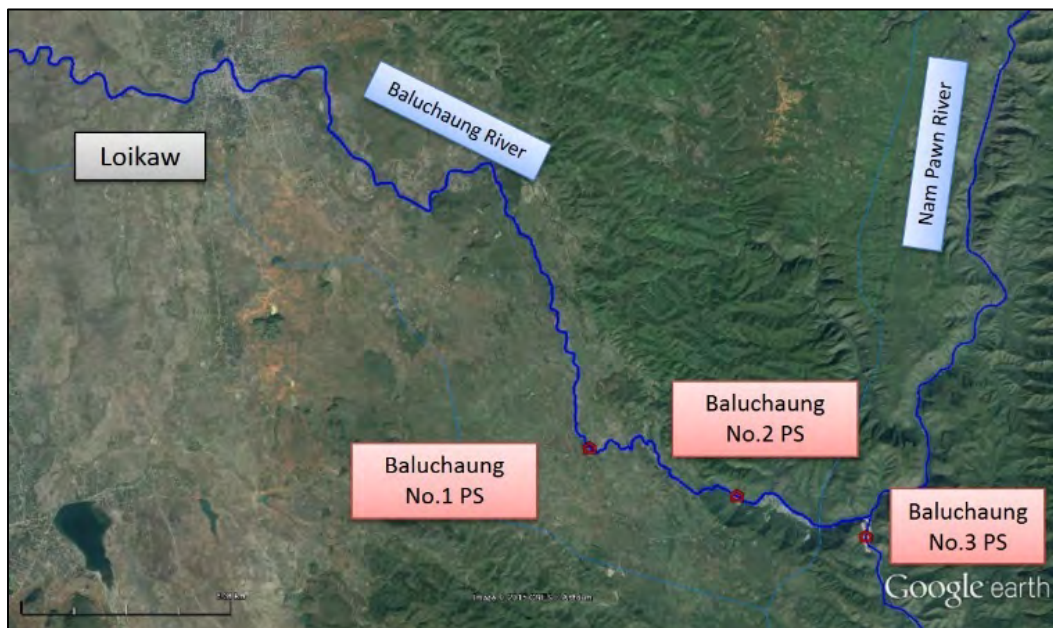 Baluchaung River
Nam Pawn River
Loikaw
Baluchaung
No.2 PS
Baluchaung
No.1 PS
Baluchaung
No.3 PS
Google earth